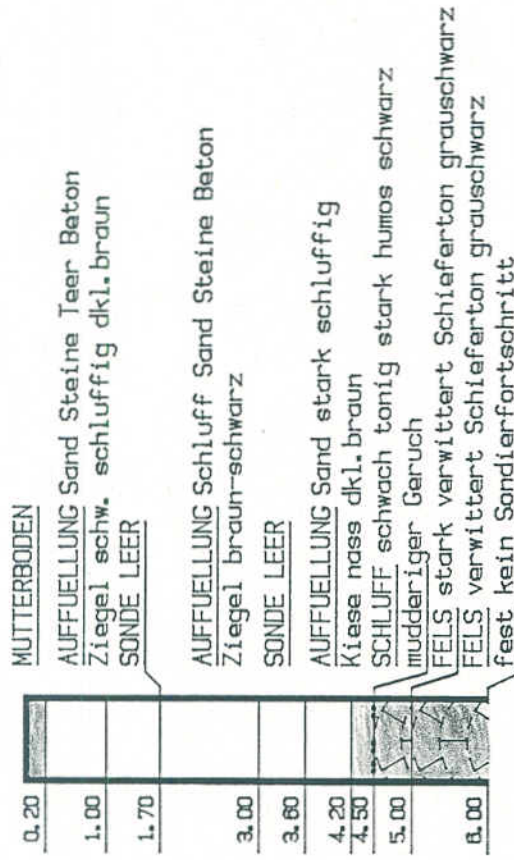 MUTTERBODEN
0.20
AUFFUELLUNG Sand Steine Teer Beton
Ziegel schw. schluffig dkl.braun
1.00
SONDE LEER
1.70
AUFFUELLUNG Schluff Sand Steine Beton
Ziegel braun-schwarz
3.00
SONDE LEER
3.60
AUFFUELLUNG Sand stark schluffig
Kiese nass dkl.braun
4.20
SCHLUFF schwach tonig stark humos schwarz
mudderiger Geruch
4.50
FELS stark verwittert Schieferton grauschwarz
5.00
FELS verwittert Schieferton grauschwarz
fest kein Sondierfortschritt
6.00